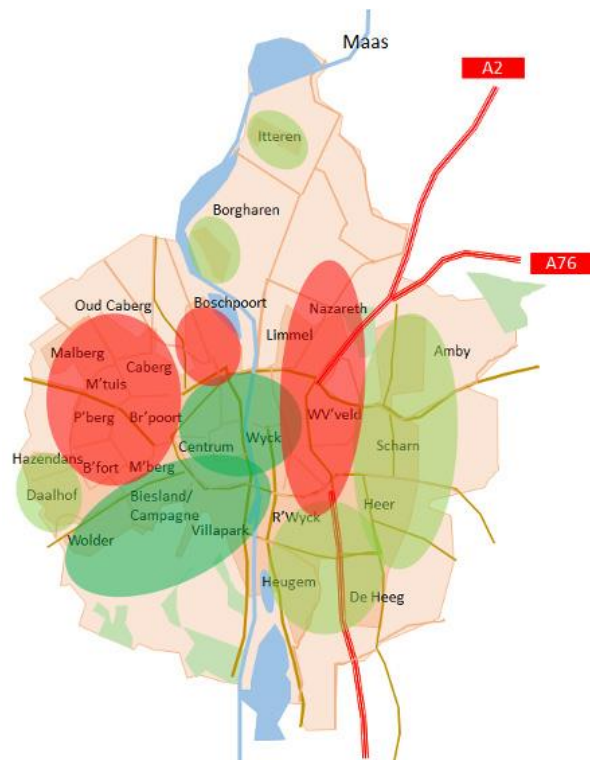 Maas
A2
Itteren
Borgharen
A76
Oud Caberg
Boschpoort
Nazareth
Limmel
Malberg
Caberg
Amby
M'tuis
P'berg
Br'poort
WV'veld
Centrum
Wyck
Scharn
Hazendans
B'fort
M'berg
Daalhof
Biesland/
Campagne
Heer
R'Wyck
Villapark
Wolder
Heugem
De Heeg